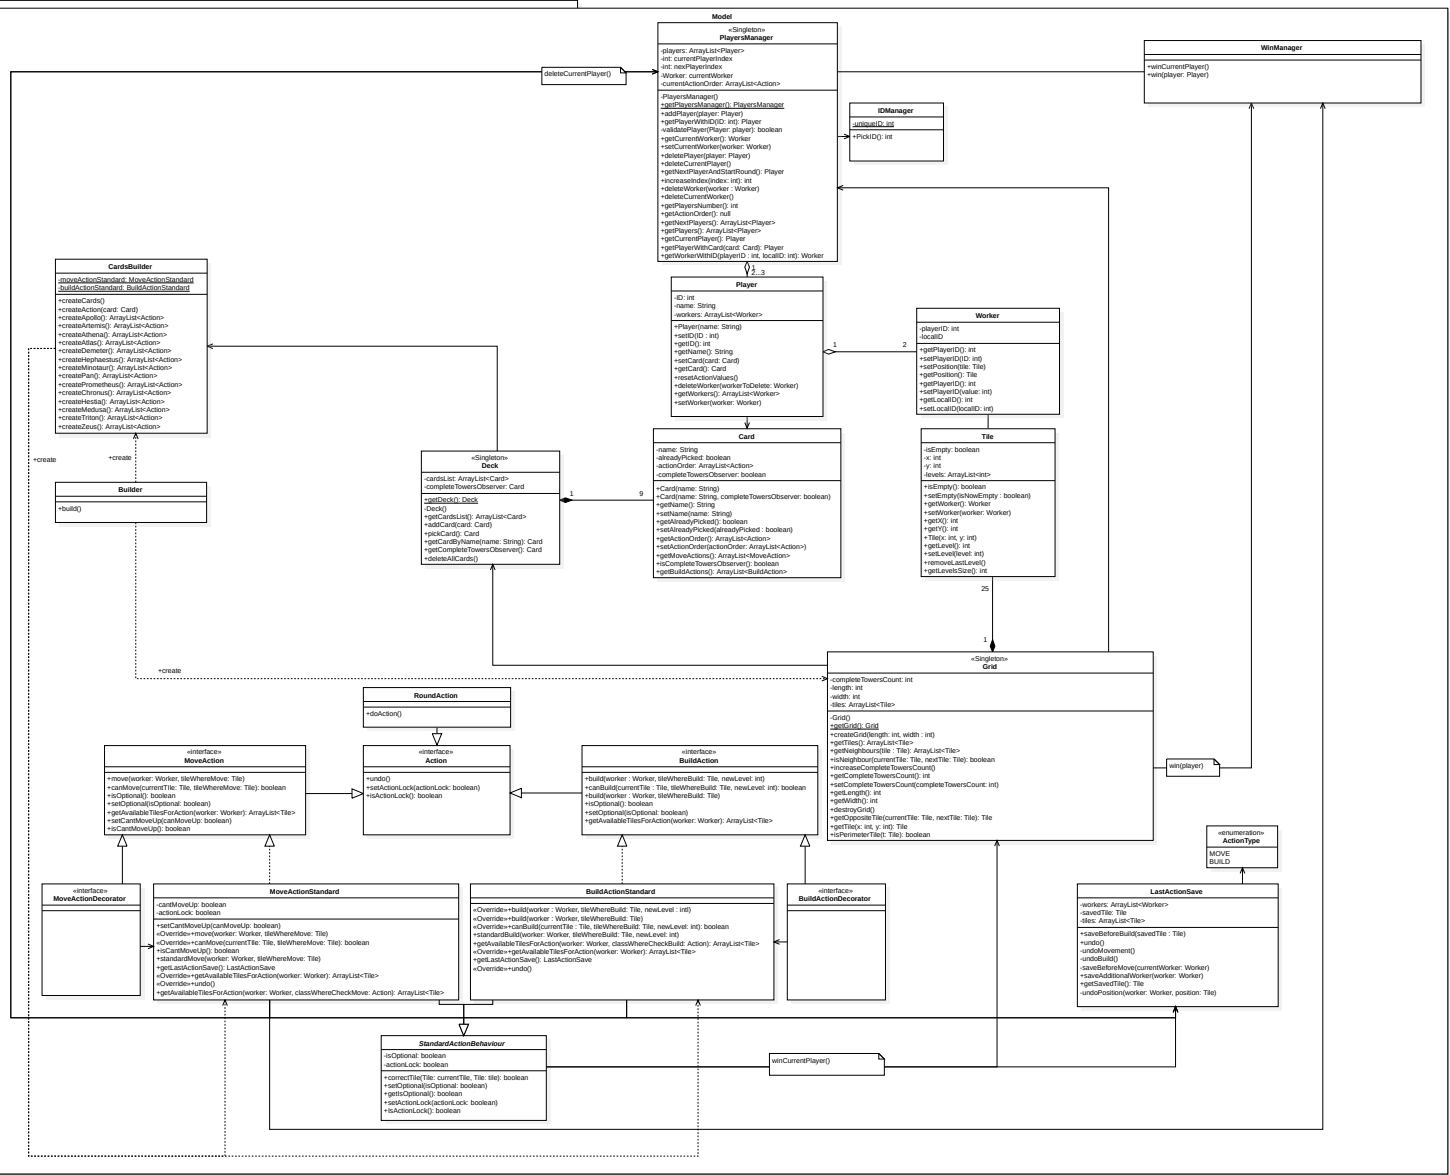 Model
«Singleton»
PlayersManager
-players: ArrayList<Player>
-int: currentPlayerIndex
-int: nexPlayerIndex
-Worker: currentWorker
-currentActionOrder: ArrayList<Action>
-PlayersManager()
+getPlayersManager(): PlayersManager
+addPlayer(player: Player)
+getPlayerWithID(ID: int): Player
-validatePlayer(Player: player): boolean
+getCurrentWorker(): Worker
+setCurrentWorker(worker: Worker)
+deletePlayer(player: Player)
+deleteCurrentPlayer()
+getNextPlayerAndStartRound(): Player
+increaseIndex(index: int): int
+deleteWorker(worker : Worker)
+deleteCurrentWorker()
+getPlayersNumber(): int
+getActionOrder(): null
+getNextPlayers(): ArrayList<Player>
+getPlayers(): ArrayList<Player>
+getCurrentPlayer(): Player
+getPlayerWithCard(card: Card): Player
+getWorkerWithID(playerID : int, localID: int): Worker
deleteCurrentPlayer()
WinManager
+winCurrentPlayer()
+win(player: Player)
IDManager
-uniqueID: int
+PickID(): int
1
2...3
CardsBuilder
-moveActionStandard: MoveActionStandard
-buildActionStandard: BuildActionStandard
+createCards()
+createAction(card: Card)
+createApollo(): ArrayList<Action>
+createArtemis(): ArrayList<Action>
+createAthena(): ArrayList<Action>
+createAtlas(): ArrayList<Action>
+createDemeter(): ArrayList<Action>
+createHephaestus(): ArrayList<Action>
+createMinotaur(): ArrayList<Action>
+createPan(): ArrayList<Action>
+createPrometheus(): ArrayList<Action>
+createChronus(): ArrayList<Action>
+createHestia(): ArrayList<Action>
+createMedusa(): ArrayList<Action>
+createTriton(): ArrayList<Action>
+createZeus(): ArrayList<Action>
Player
-ID: int
-name: String
-workers: ArrayList<Worker>
+Player(name: String)
+setID(ID : int)
+getID(): int
+getName(): String
+setCard(card: Card)
+getCard(): Card
+resetActionValues()
+deleteWorker(workerToDelete: Worker)
+getWorkers(): ArrayList<Worker>
+setWorker(worker: Worker)
1
2
Worker
-playerID: int
-localID
+getPlayerID(): int
+setPlayerID(ID: int)
+setPosition(tile: Tile)
+getPosition(): Tile
+getPlayerID(): int
+setPlayerID(value: int)
+getLocalID(): int
+setLocalID(localID: int)
+create
+create
Builder
+build()
«Singleton»
Deck
-cardsList: ArrayList<Card>
-completeTowersObserver: Card
+getDeck(): Deck
-Deck()
+getCardsList(): ArrayList<Card>
+addCard(card: Card)
+pickCard(): Card
+getCardByName(name: String): Card
+getCompleteTowersObserver(): Card
+deleteAllCards()
1
9
Card
-name: String
-alreadyPicked: boolean
-actionOrder: ArrayList<Action>
-completeTowersObserver: boolean
+Card(name: String)
+Card(name: String, completeTowersObserver: boolean)
+getName(): String
+setName(name: String)
+getAlreadyPicked(): boolean
+setAlreadyPicked(alreadyPicked : boolean)
+getActionOrder(): ArrayList<Action>
+setActionOrder(actionOrder: ArrayList<Action>)
+getMoveActions(): ArrayList<MoveAction>
+isCompleteTowersObserver(): boolean
+getBuildActions(): ArrayList<BuildAction>
Tile
-isEmpty: boolean
-x: int
-y: int
-levels: ArrayList<int>
+isEmpty(): boolean
+setEmpty(isNowEmpty : boolean)
+getWorker(): Worker
+setWorker(worker: Worker)
+getX(): int
+getY(): int
+Tile(x: int, y: int)
+getLevel(): int
+setLevel(level: int)
+removeLastLevel()
+getLevelsSize(): int
25
1
+create
«Singleton»
Grid
-completeTowersCount: int
-length: int
-width: int
-tiles: ArrayList<Tile>
-Grid()
+getGrid(): Grid
+createGrid(length: int, width : int)
+getTiles(): ArrayList<Tile>
+getNeighbours(tile : Tile): ArrayList<Tile>
+isNeighbour(currentTile: Tile, nextTile: Tile): boolean
+increaseCompleteTowersCount()
+getCompleteTowersCount(): int
+setCompleteTowersCount(completeTowersCount: int)
+getLength(): int
+getWidth(): int
+destroyGrid()
+getOppositeTile(currentTile: Tile, nextTile: Tile): Tile
+getTile(x: int, y: int): Tile
+isPerimeterTile(t: Tile): boolean
win(player)
RoundAction
+doAction()
«interface»
MoveAction
+move(worker: Worker, tileWhereMove: Tile)
+canMove(currentTile: Tile, tileWhereMove: Tile): boolean
+isOptional(): boolean
+setOptional(isOptional: boolean)
+getAvailableTilesForAction(worker: Worker): ArrayList<Tile>
+setCantMoveUp(canMoveUp: boolean)
+isCantMoveUp(): boolean
«interface»
Action
+undo()
+setActionLock(actionLock: boolean)
+isActionLock(): boolean
«interface»
BuildAction
+build(worker : Worker, tileWhereBuild: Tile, newLevel: int)
+canBuild(currentTile : Tile, tileWhereBuild: Tile, newLevel: int): boolean
+build(worker : Worker, tileWhereBuild: Tile)
+isOptional(): boolean
+setOptional(isOptional: boolean)
+getAvailableTilesForAction(worker: Worker): ArrayList<Tile>
«enumeration»
ActionType
MOVE
BUILD
«interface»
MoveActionDecorator
MoveActionStandard
-cantMoveUp: boolean
-actionLock: boolean
+setCantMoveUp(canMoveUp: boolean)
«Override»+move(worker: Worker, tileWhereMove: Tile)
«Override»+canMove(currentTile: Tile, tileWhereMove: Tile): boolean
+isCantMoveUp(): boolean
+standardMove(worker: Worker, tileWhereMove: Tile)
+getLastActionSave(): LastActionSave
«Override»+getAvailableTilesForAction(worker: Worker): ArrayList<Tile>
«Override»+undo()
+getAvailableTilesForAction(worker: Worker, classWhereCheckMove: Action): ArrayList<Tile>
BuildActionStandard
«Override»+build(worker : Worker, tileWhereBuild: Tile, newLevel : intl)
«Override»+build(worker : Worker, tileWhereBuild: Tile)
«Override»+canBuild(currentTile : Tile, tileWhereBuild: Tile, newLevel: int): boolean
+standardBuild(worker: Worker, tileWhereBuild: Tile, newLevel: int)
+getAvailableTilesForAction(worker: Worker, classWhereCheckBuild: Action): ArrayList<Tile>
«Override»+getAvailableTilesForAction(worker: Worker): ArrayList<Tile>
+getLastActionSave(): LastActionSave
«Override»+undo()
«interface»
BuildActionDecorator
LastActionSave
-workers: ArrayList<Worker>
-savedTile: Tile
-tiles: ArrayList<Tile>
+saveBeforeBuild(savedTile : Tile)
+undo()
-undoMovement()
-undoBuild()
-saveBeforeMove(currentWorker: Worker)
+saveAdditionalWorker(worker: Worker)
+getSavedTile(): Tile
-undoPosition(worker: Worker, position: Tile)
StandardActionBehaviour
-isOptional: boolean
-actionLock: boolean
+correctTile(Tile: currentTile, Tile: tile): boolean
+setOptional(isOptional: boolean)
+getIsOptional(): boolean
+setActionLock(actionLock: boolean)
+IsActionLock(): boolean
winCurrentPlayer()